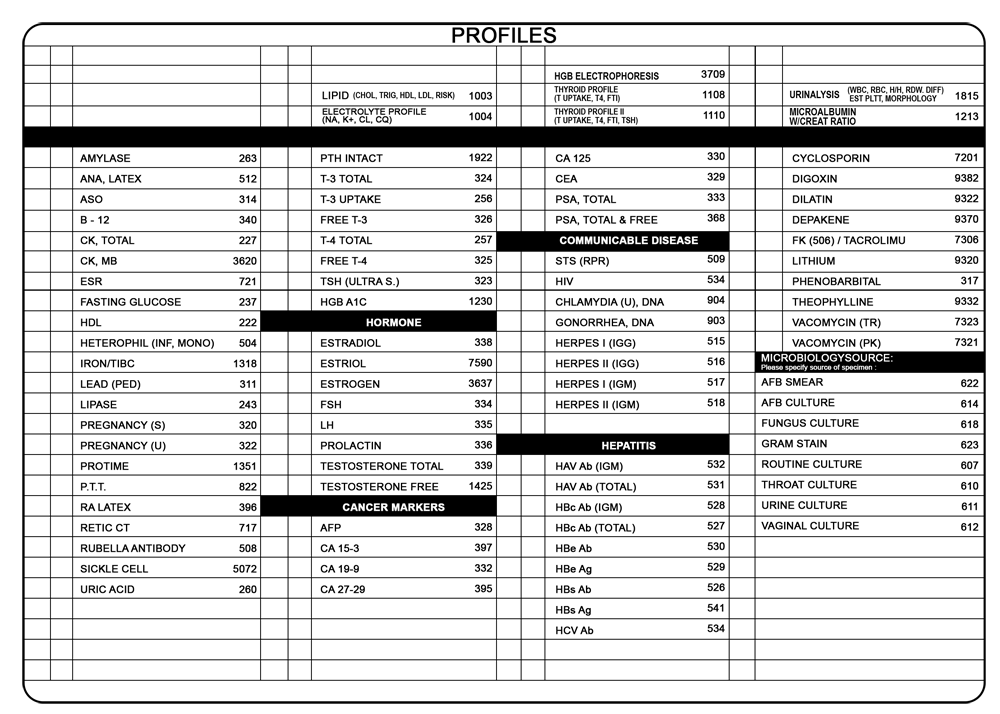 PROFILES
HGB ELECTROPHORESIS 3709
LIPID (CHOL, TRIG, HDL, LDL, RISK) 1003
THYROID PROFILE
(T UPTAKE, T4, FTI) 1108
URINALYSIS (WBC, RBC, H/H, RDW. DIFF)
EST PLTT, MORPHOLOGY 1815
ELECTROLYTE PROFILE
(NA, K+, CL, CQ) 1004
THYROID PROFILE II
(T UPTAKE, T4, FTI, TSH) 1110
MICROALBUMIN
W/CREAT RATIO 1213
AMYLASE 263
ANA, LATEX 512
ASO 314
B - 12 340
CK, TOTAL 227
CK, MB 3620
ESR 721
FASTING GLUCOSE 237
HDL 222
HETEROPHIL (INF, MONO) 504
IRON/TIBC 1318
LEAD (PED) 311
LIPASE 243
PREGNANCY (S) 320
PREGNANCY (U) 322
PROTIME 1351
P.T.T. 822
RA LATEX 396
RETIC CT 717
RUBELLA ANTIBODY 508
SICKLE CELL 5072
URIC ACID 260
PTH INTACT 1922
T-3 TOTAL 324
T-3 UPTAKE 256
FREE T-3 326
T-4 TOTAL 257
FREE T-4 325
TSH (ULTRA S.) 323
HGB A1C 1230
HORMONE
ESTRADIOL 338
ESTRIOL 7590
ESTROGEN 3637
FSH 334
LH 335
PROLACTIN 336
TESTOSTERONE TOTAL 339
TESTOSTERONE FREE 1425
CANCER MARKERS
AFP 328
CA 15-3 397
CA 19-9 332
CA 27-29 395
CA 125 330
CEA 329
PSA, TOTAL 333
PSA, TOTAL & FREE 368
COMMUNICABLE DISEASE
STS (RPR) 509
HIV 534
CHLAMYDIA (U), DNA 904
GONORRHEA, DNA 903
HERPES I (IGG) 515
HERPES II (IGG) 516
HERPES I (IGM) 517
HERPES II (IGM) 518
HEPATITIS
HAV Ab (IGM) 532
HAV Ab (TOTAL) 531
HBc Ab (IGM) 528
HBc Ab (TOTAL) 527
HBe Ab 530
HBe Ag 529
HBs Ab 526
HBs Ag 541
HCV Ab 534
CYCLOSPORIN 7201
DIGOXIN 9382
DILATIN 9322
DEPAKENE 9370
FK (506) / TACROLIMU 7306
LITHIUM 9320
PHENOBARBITAL 317
THEOPHYLLINE 9332
VACOMYCIN (TR) 7323
VACOMYCIN (PK) 7321
MICROBIOLOGYSOURCE:
Please specify source of specimen :
AFB SMEAR 622
AFB CULTURE 614
FUNGUS CULTURE 618
GRAM STAIN 623
ROUTINE CULTURE 607
THROAT CULTURE 610
URINE CULTURE 611
VAGINAL CULTURE 612